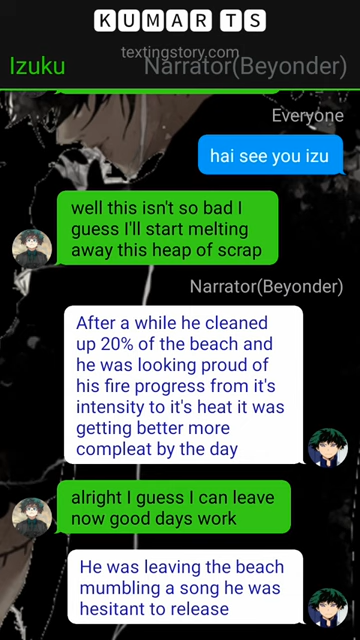 KUMAR TS
textingstory.com
Izuku
Narrator(Beyonder)
Everyone
hai see you izu
well this isn't so bad I
guess I'll start melting
away this heap of scrap
Narrator(Beyonder)
After a while he cleaned
up 20% of the beach and
he was looking proud of
his fire progress from it's
intensity to it's heat it was
getting better more
compleat by the day
alright I guess I can leave
now good days work
He was leaving the beach
mumbling a song he was
hesitant to release